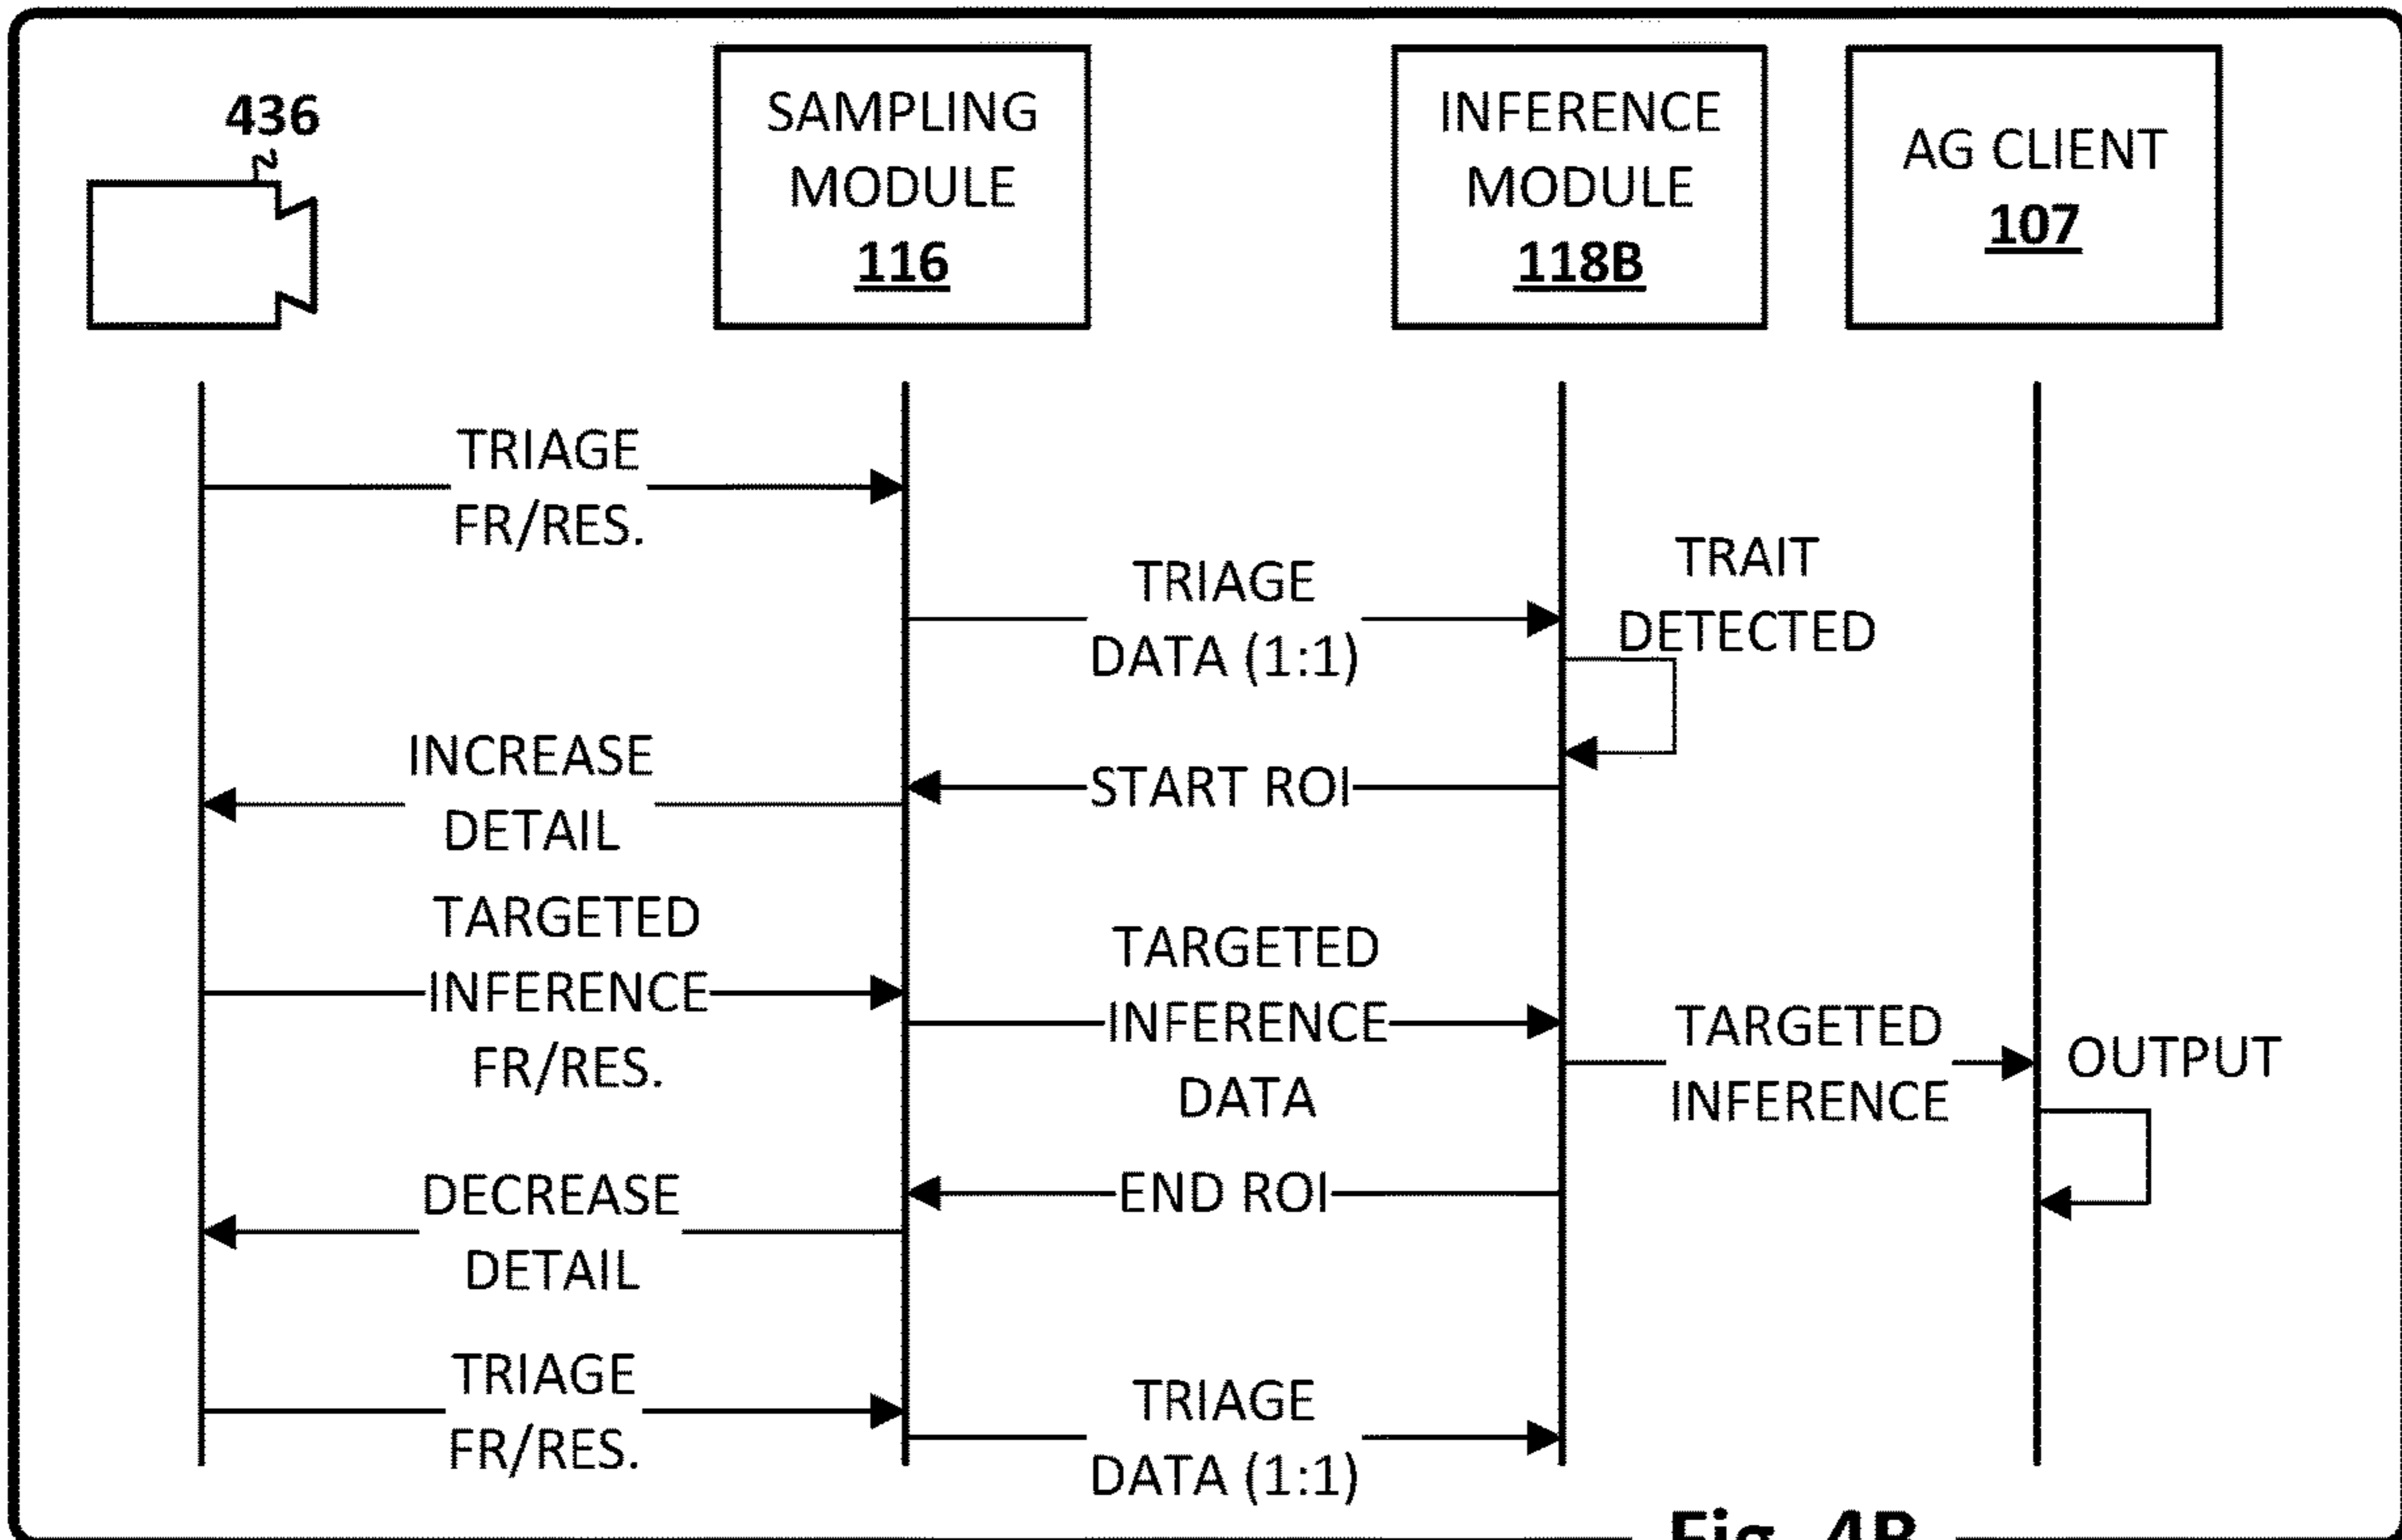 436
SAMPLING
MODULE
116
INFERENCE
MODULE
118B
AG CLIENT
107
TRIAGE
FR/RES.
TRIAGE
DATA (1:1)
TRAIT
DETECTED
START ROI
INCREASE
DETAIL
TARGETED
INFERENCE
FR/RES.
TARGETED
INFERENCE
DATA
TARGETED
INFERENCE
OUTPUT
END ROI
DECREASE
DETAIL
TRIAGE
FR/RES.
TRIAGE
DATA (1:1)
Fig. 4B